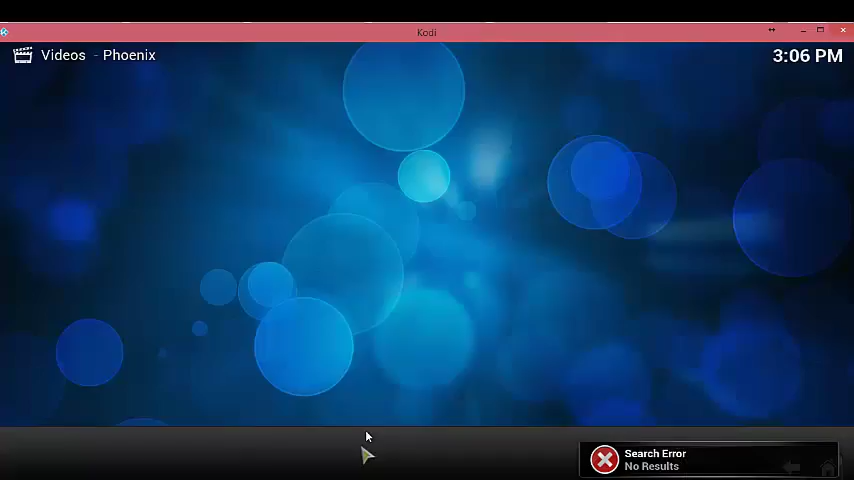 Kodi
Videos - Phoenix
3:06 PM
Search Error
No Results